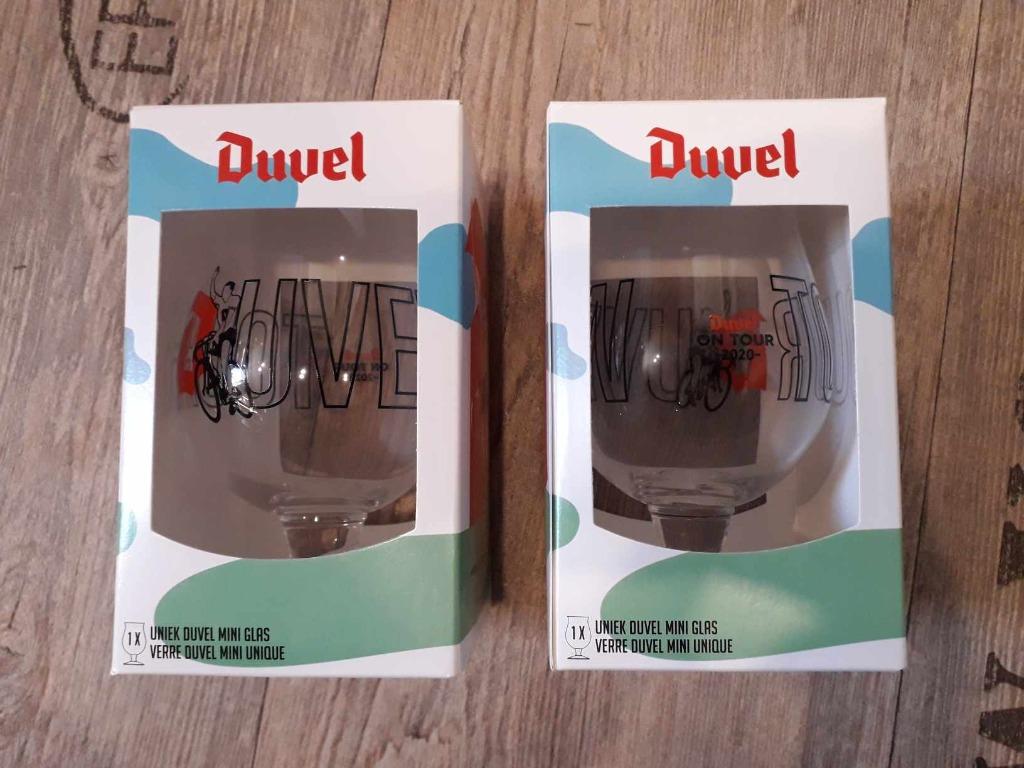 Duvel
UVE
1X
UNIEK DUVEL MINI GLAS
VERRE DUVEL MINI UNIQUE
Duvel
Duvel
ON TOUR
-2020-
1X
UNIEK DUVEL MINI GLAS
VERRE DUVEL MINI UNIQUE